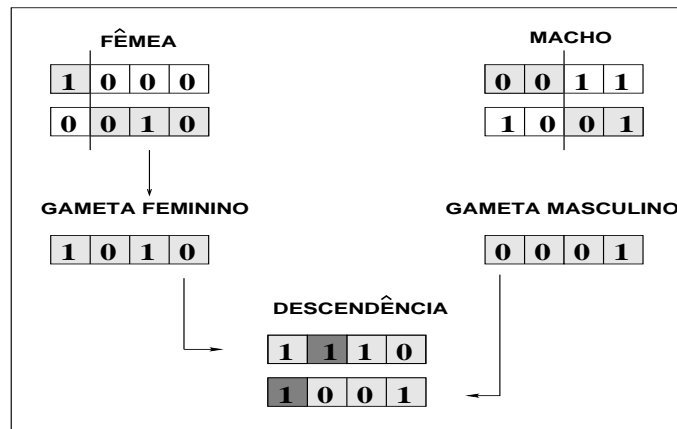 FÊMEA
MACHO
1 0 0 0
0 0 1 1
0 0 1 0
1 0 0 1
GAMETA FEMININO
GAMETA MASCULINO
1 0 1 0
0 0 0 1
DESCENDÊNCIA
1 1 1 0
1 0 0 1